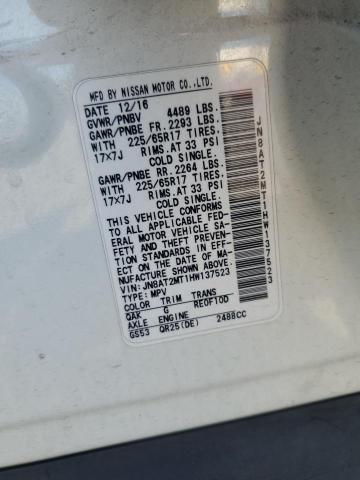 MFD BY NISSAN MOTOR CO.,LTD.
DATE 12/16
GVWR/PNBV 4489 LBS.
GAWR/PNBE FR. 2293 LBS.
WITH 225/65R17 TIRES,
17X7J RIMS, AT 33 PSI
COLD SINGLE.
GAWR/PNBE RR. 2264 LBS.
WITH 225/65R17 TIRES,
17X7J RIMS, AT 33 PSI
COLD SINGLE.
THIS VEHICLE CONFORMS
TO ALL APPLICABLE FED-
ERAL MOTOR VEHICLE SA-
FETY AND THEFT PREVEN-
TION STANDARDS IN EFF-
ECT ON THE DATE OF MA-
NUFACTURE SHOWN ABOVE.
VIN: JN8AT2MT1HW137523
TYPE: MPV
COLOR TRIM TRANS
QAK G RE0F10D
AXLE ENGINE
GS53 QR25(DE) 2488CC
JN8AT2MT1HW137523